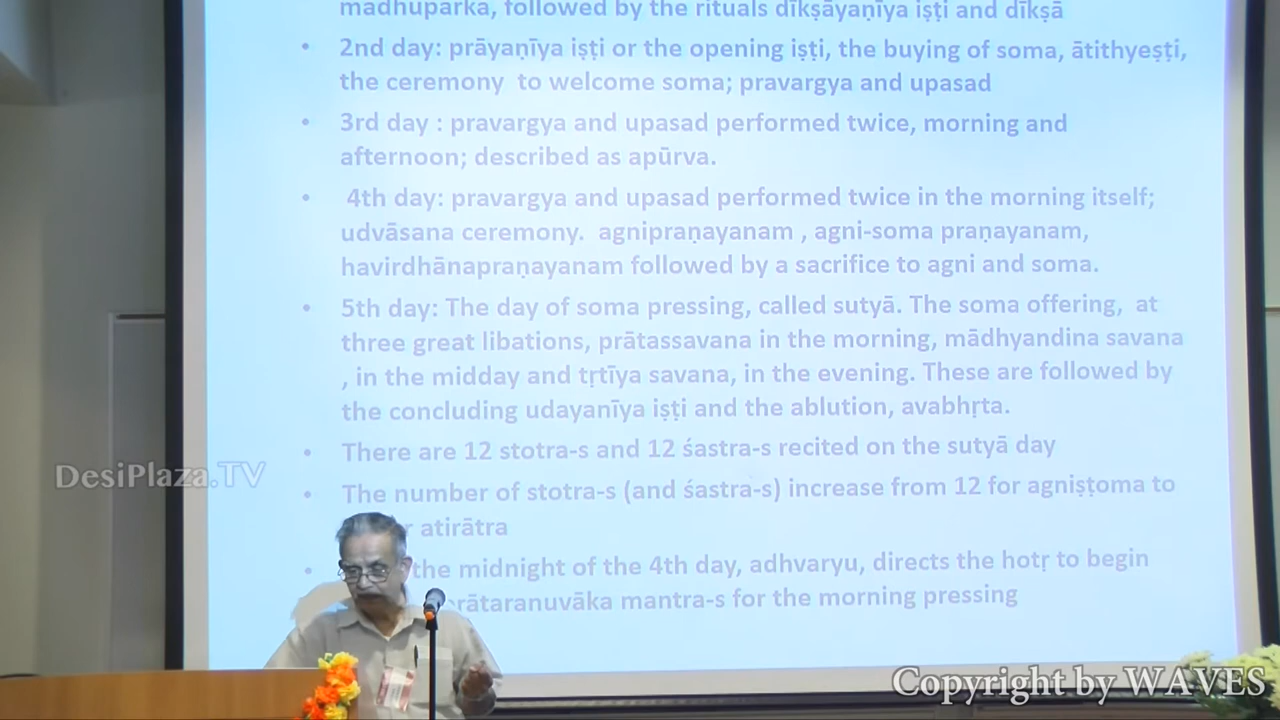 madhuparka, followed by the rituals dīkṣāyaṇīya iṣṭi and dīkṣā
• 2nd day: prāyaṇīya iṣṭi or the opening iṣṭi, the buying of soma, ātithyeṣṭi,
the ceremony to welcome soma; pravargya and upasad
• 3rd day : pravargya and upasad performed twice, morning and
afternoon; described as apūrva.
• 4th day: pravargya and upasad performed twice in the morning itself;
udvāsana ceremony. agnipraṇayanam , agni-soma praṇayanam,
havirdhānapraṇayanam followed by a sacrifice to agni and soma.
• 5th day: The day of soma pressing, called sutyā. The soma offering, at
three great libations, prātassavana in the morning, mādhyandina savana
, in the midday and tṛtīya savana, in the evening. These are followed by
the concluding udayanīya iṣṭi and the ablution, avabhṛta.
• There are 12 stotra-s and 12 śastra-s recited on the sutyā day
• The number of stotra-s (and śastra-s) increase from 12 for agniṣṭoma to
atirātra
• the midnight of the 4th day, adhvaryu, directs the hotṛ to begin
rātaranuvāka mantra-s for the morning pressing
DesiPlaza.TV
Copyright by WAVES